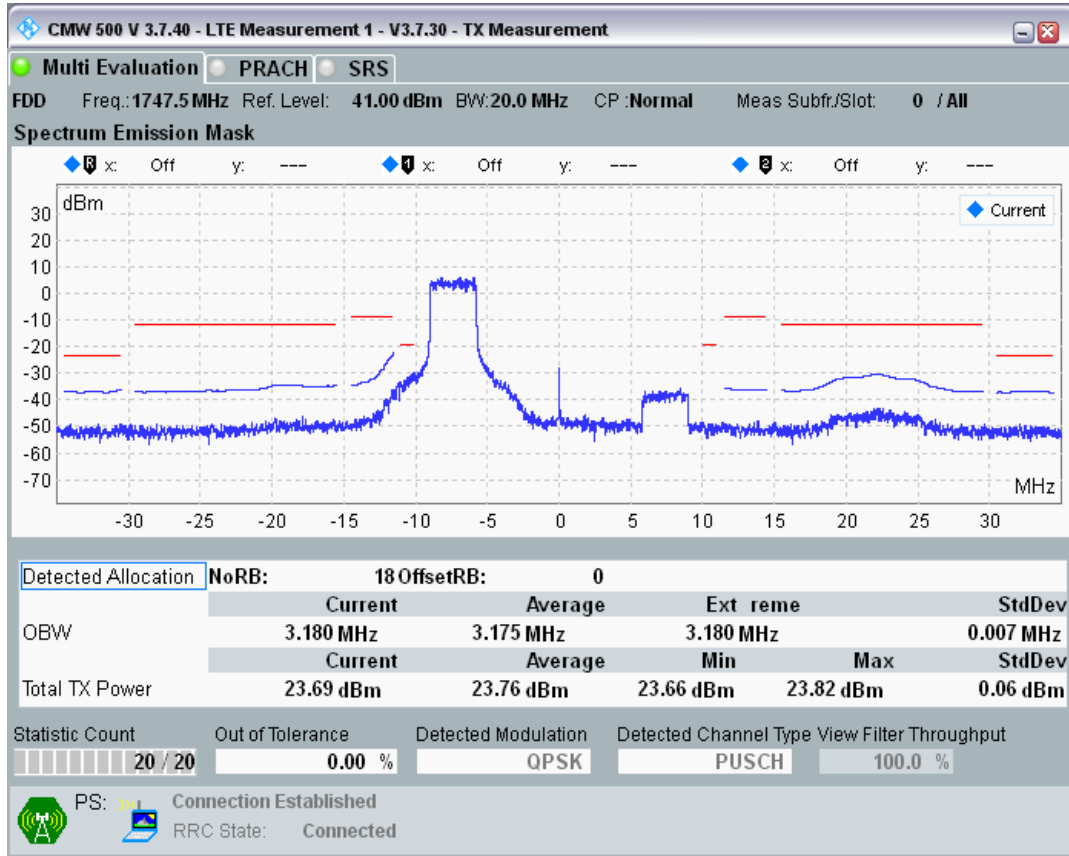 CMW 500 V 3.7.40 - LTE Measurement 1 - V3.7.30 - TX Measurement
Multi Evaluation PRACH SRS
FDD Freq.: 1747.5 MHz Ref. Level: 41.00 dBm BW: 20.0 MHz CP : Normal Meas Subfr./Slot: 0 / All
Spectrum Emission Mask
R x: Off y: --- 1 x: Off y: --- 2 x: Off y: ---
dBm
Current
30
20
10
0
-10
-20
-30
-40
-50
-60
-70
MHz
-30 -25 -20 -15 -10 -5 0 5 10 15 20 25 30
Detected Allocation NoRB: 18 OffsetRB: 0
Current Average Ext reme StdDev
OBW 3.180 MHz 3.175 MHz 3.180 MHz 0.007 MHz
Current Average Min Max StdDev
Total TX Power 23.69 dBm 23.76 dBm 23.66 dBm 23.82 dBm 0.06 dBm
Statistic Count Out of Tolerance Detected Modulation Detected Channel Type View Filter Throughput
20 / 20 0.00 % QPSK PUSCH 100.0 %
PS: Connection Established
RRC State: Connected